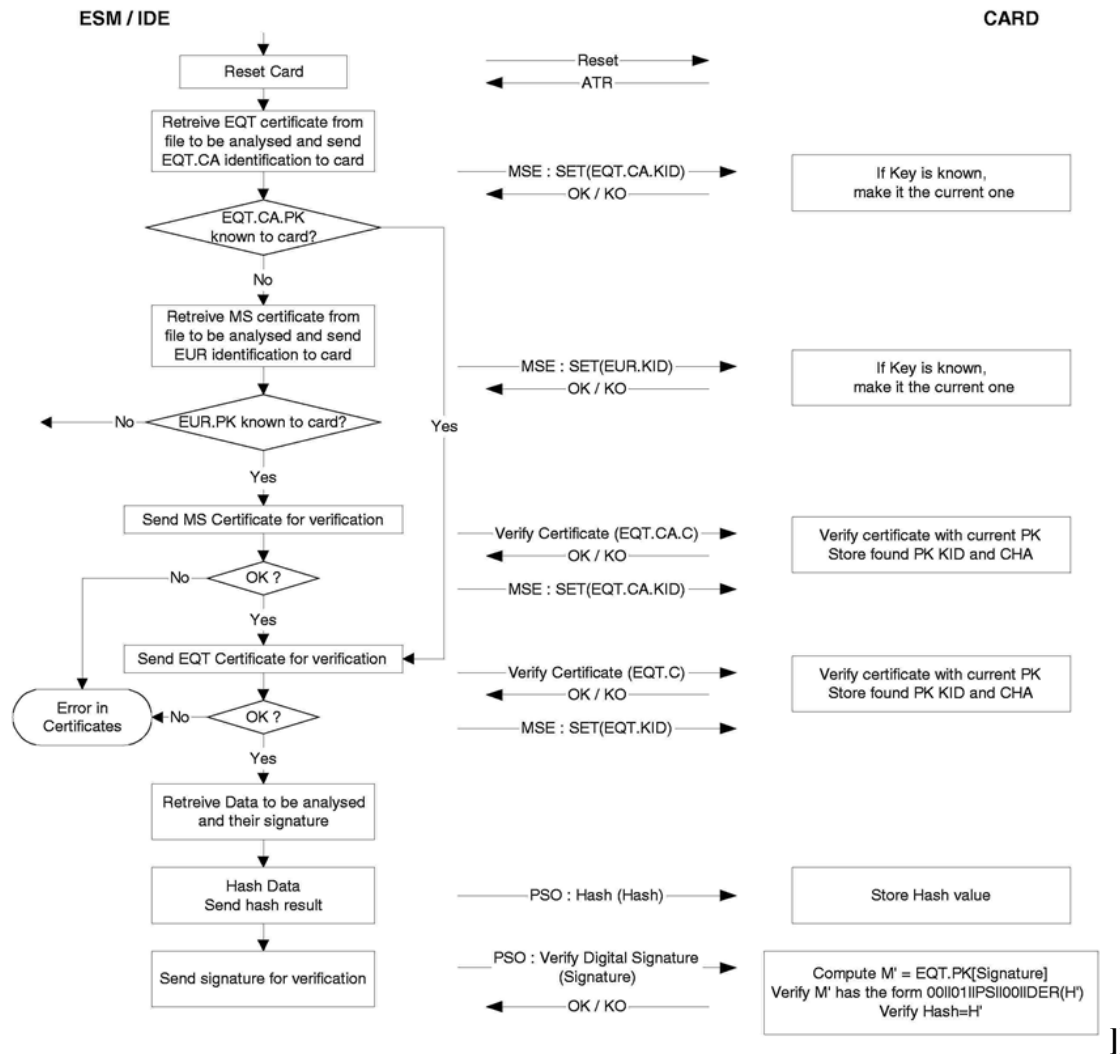 ESM / IDE
CARD
Reset Card
Reset
ATR
Retreive EQT certificate from
file to be analysed and send
EQT.CA identification to card
MSE : SET(EQT.CA.KID)
OK / KO
If Key is known,
make it the current one
EQT.CA.PK
known to card?
No
Retreive MS certificate from
file to be analysed and send
EUR identification to card
MSE : SET(EUR.KID)
OK / KO
If Key is known,
make it the current one
No
EUR.PK known to card?
Yes
Yes
Send MS Certificate for verification
Verify Certificate (EQT.CA.C)
OK / KO
Verify certificate with current PK
Store found PK KID and CHA
No
OK ?
MSE : SET(EQT.CA.KID)
Yes
Send EQT Certificate for verification
Verify Certificate (EQT.C)
OK / KO
Verify certificate with current PK
Store found PK KID and CHA
Error in
Certificates
No
OK ?
MSE : SET(EQT.KID)
Yes
Retreive Data to be analysed
and their signature
Hash Data
Send hash result
PSO : Hash (Hash)
Store Hash value
Send signature for verification
PSO : Verify Digital Signature
(Signature)
OK / KO
Compute M' = EQT.PK[Signature]
Verify M' has the form 00||01||PS||00||DER(H')
Verify Hash=H'
]